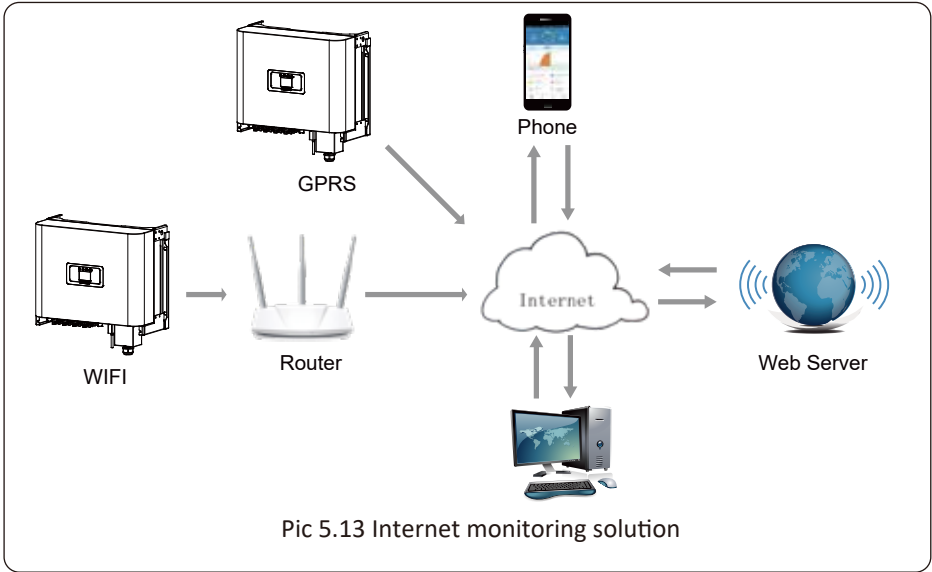 Phone
GPRS
Internet
WIFI
Router
Web Server
Pic 5.13 Internet monitoring solution